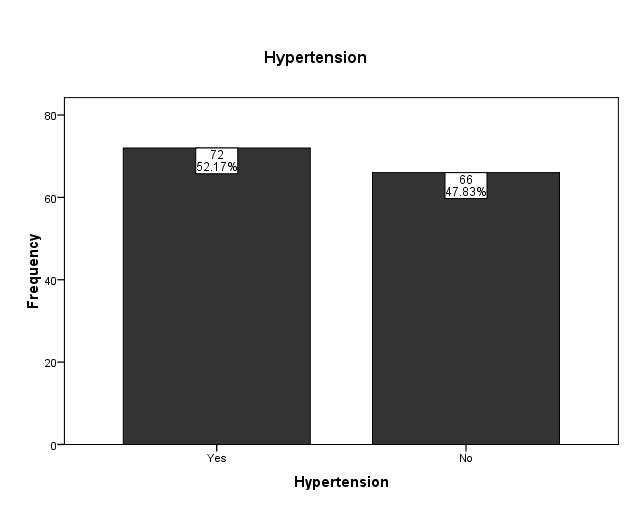 Hypertension
80
60
40
20
0
Frequency
72
52.17%
66
47.83%
Yes
No
Hypertension